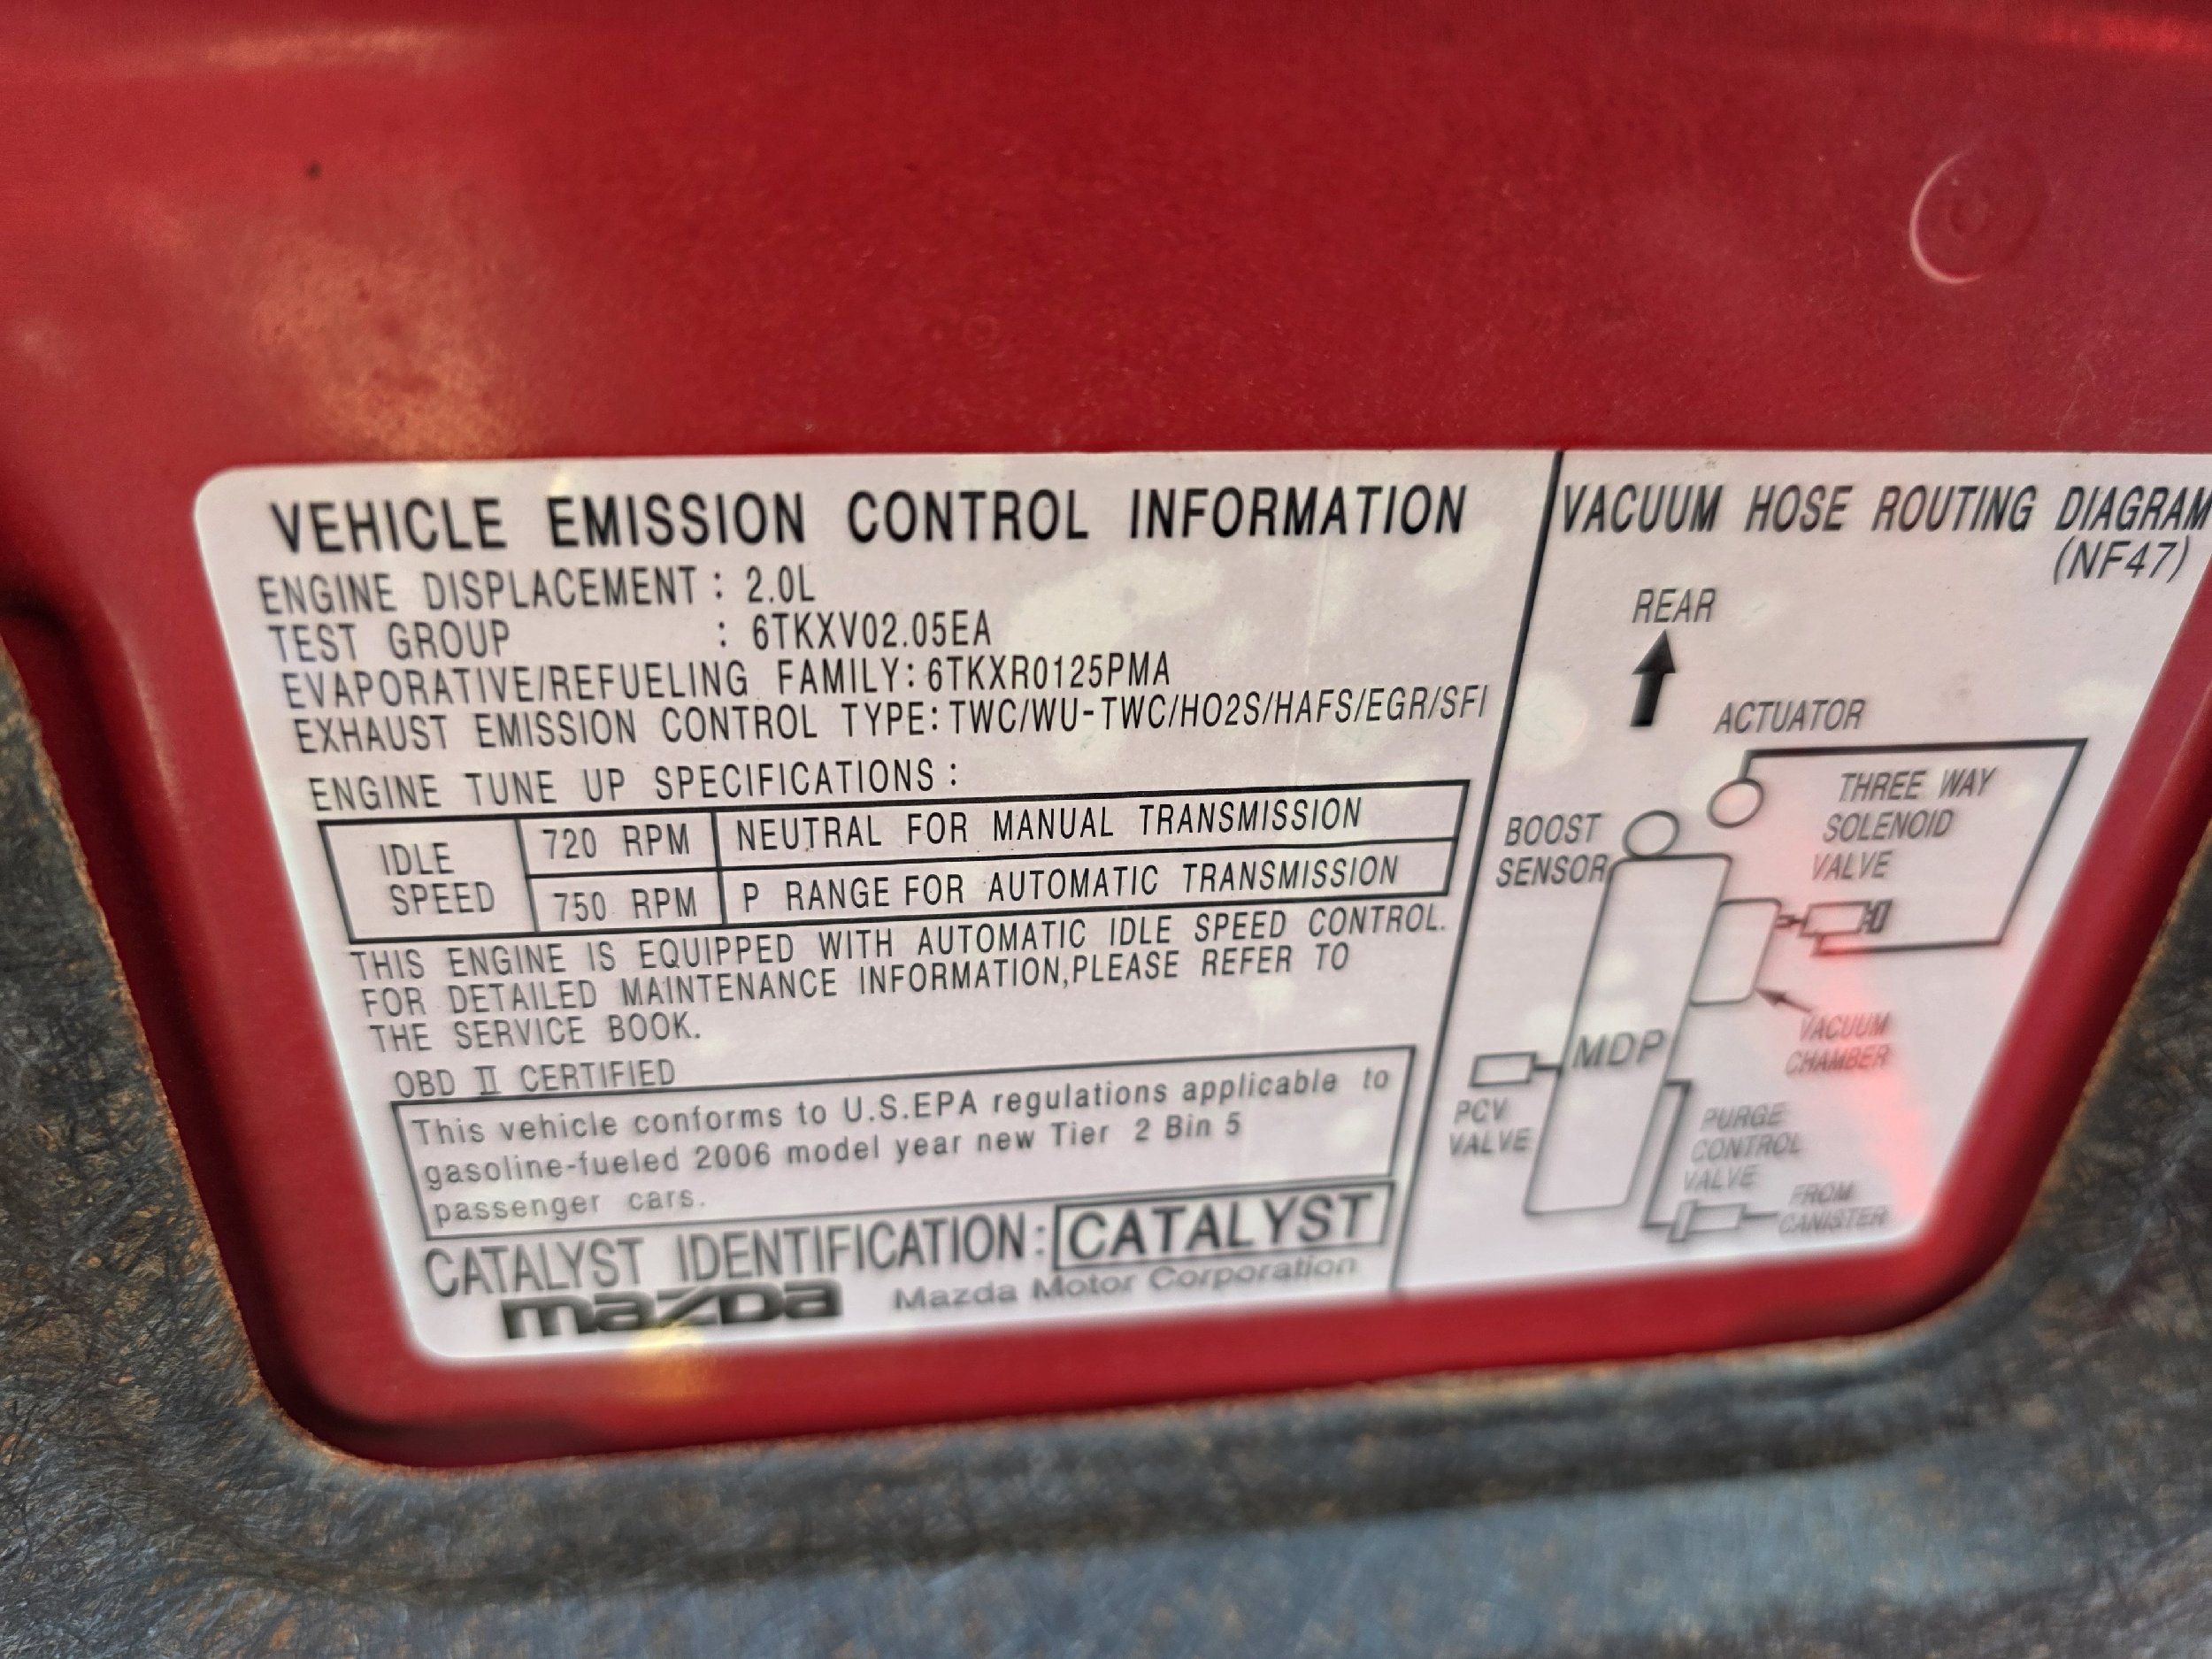 VEHICLE EMISSION CONTROL INFORMATION
ENGINE DISPLACEMENT : 2.0L
TEST GROUP : 6TKXV02.05EA
EVAPORATIVE/REFUELING FAMILY: 6TKXR0125PMA
EXHAUST EMISSION CONTROL TYPE: TWC/WU-TWC/HO2S/HAFS/EGR/SFI
ENGINE TUNE UP SPECIFICATIONS :
IDLE SPEED
720 RPM NEUTRAL FOR MANUAL TRANSMISSION
750 RPM P RANGE FOR AUTOMATIC TRANSMISSION
THIS ENGINE IS EQUIPPED WITH AUTOMATIC IDLE SPEED CONTROL.
FOR DETAILED MAINTENANCE INFORMATION,PLEASE REFER TO
THE SERVICE BOOK.
OBD II CERTIFIED
This vehicle conforms to U.S.EPA regulations applicable to
gasoline-fueled 2006 model year new Tier 2 Bin 5
passenger cars.
CATALYST IDENTIFICATION: CATALYST
mazda Mazda Motor Corporation
VACUUM HOSE ROUTING DIAGRAM
(NF47)
REAR
ACTUATOR
THREE WAY
SOLENOID
VALVE
BOOST
SENSOR
VACUUM
CHAMBER
MDP
PCV
VALVE
PURGE
CONTROL
VALVE
FROM
CANISTER